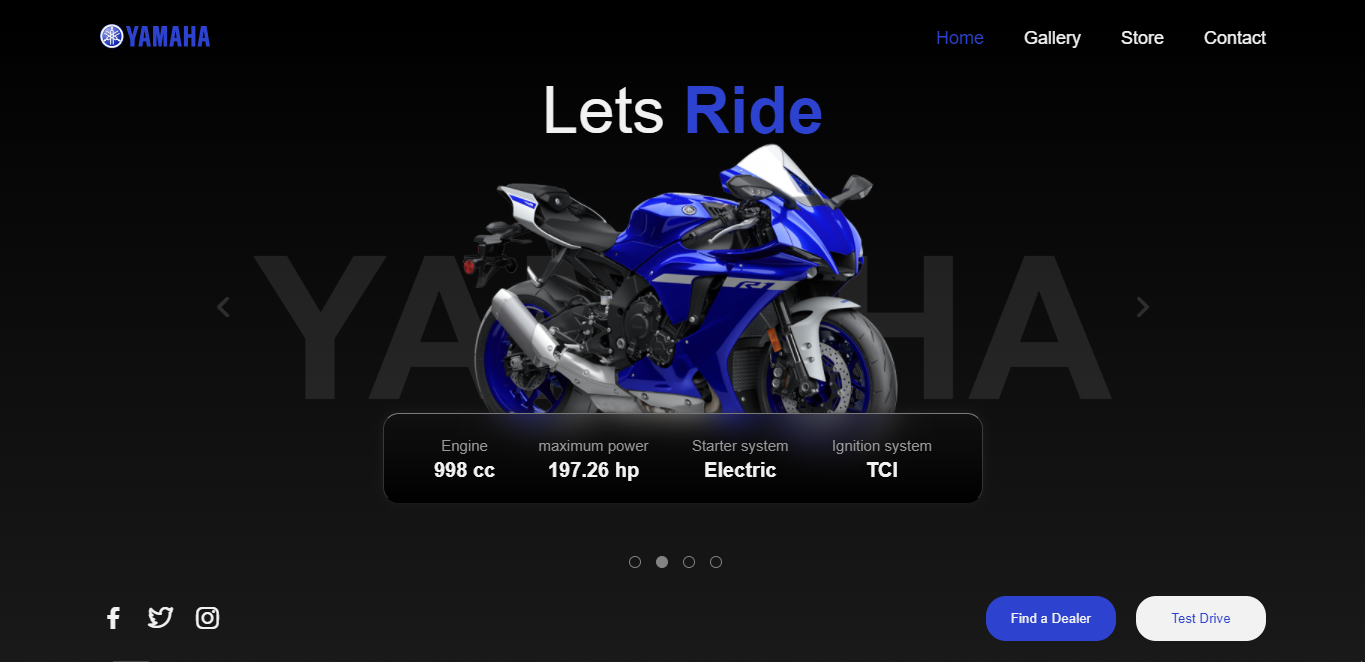 YAMAHA
Home Gallery Store Contact
Lets Ride
YAMAHA
R1
Engine maximum power Starter system Ignition system
998 cc 197.26 hp Electric TCI
Find a Dealer Test Drive